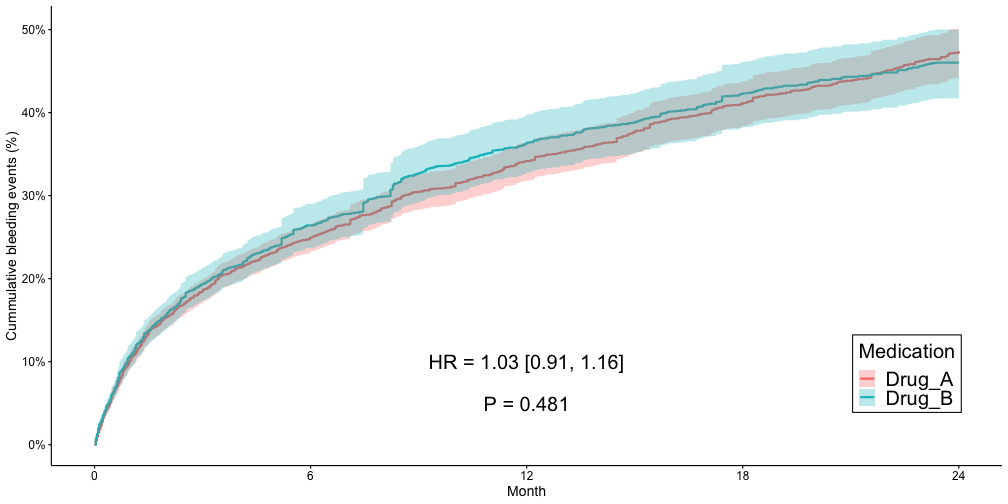 Cummulative bleeding events (%)
50%
40%
30%
20%
10%
0%
HR = 1.03 [0.91, 1.16]
P = 0.481
Medication
Drug_A
Drug_B
0
6
12
18
24
Month